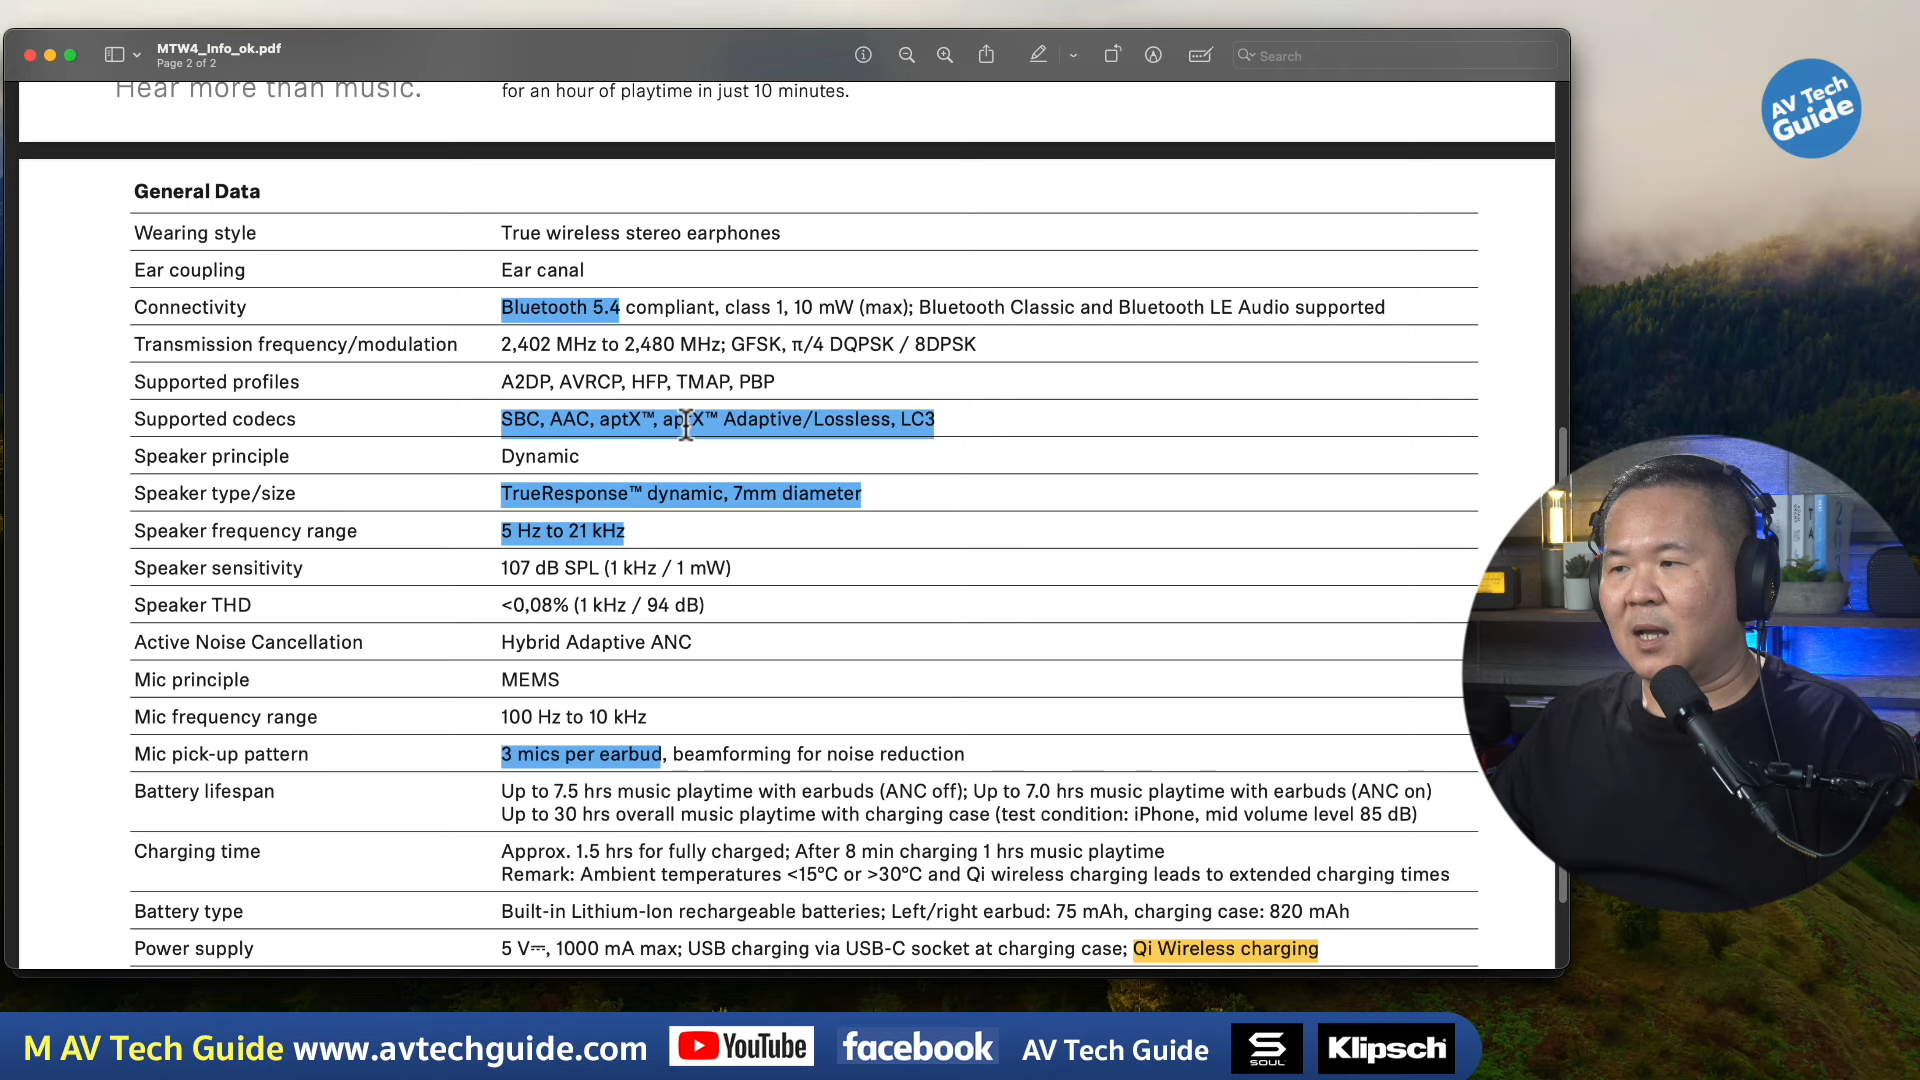 MTW4_Info_ok.pdf
Page 2 of 2
Search
Hear more than music.
for an hour of playtime in just 10 minutes.
AV Tech
Guide
General Data
Wearing style True wireless stereo earphones
Ear coupling Ear canal
Connectivity Bluetooth 5.4 compliant, class 1, 10 mW (max); Bluetooth Classic and Bluetooth LE Audio supported
Transmission frequency/modulation 2,402 MHz to 2,480 MHz; GFSK, π/4 DQPSK / 8DPSK
Supported profiles A2DP, AVRCP, HFP, TMAP, PBP
Supported codecs SBC, AAC, aptX™, aptX™ Adaptive/Lossless, LC3
Speaker principle Dynamic
Speaker type/size TrueResponse™ dynamic, 7mm diameter
Speaker frequency range 5 Hz to 21 kHz
Speaker sensitivity 107 dB SPL (1 kHz / 1 mW)
Speaker THD <0,08% (1 kHz / 94 dB)
Active Noise Cancellation Hybrid Adaptive ANC
Mic principle MEMS
Mic frequency range 100 Hz to 10 kHz
Mic pick-up pattern 3 mics per earbud, beamforming for noise reduction
Battery lifespan Up to 7.5 hrs music playtime with earbuds (ANC off); Up to 7.0 hrs music playtime with earbuds (ANC on)
Up to 30 hrs overall music playtime with charging case (test condition: iPhone, mid volume level 85 dB)
Charging time Approx. 1.5 hrs for fully charged; After 8 min charging 1 hrs music playtime
Remark: Ambient temperatures <15°C or >30°C and Qi wireless charging leads to extended charging times
Battery type Built-in Lithium-Ion rechargeable batteries; Left/right earbud: 75 mAh, charging case: 820 mAh
Power supply 5 V⎓, 1000 mA max; USB charging via USB-C socket at charging case; Qi Wireless charging
M AV Tech Guide www.avtechguide.com YouTube facebook AV Tech Guide SOUL Klipsch